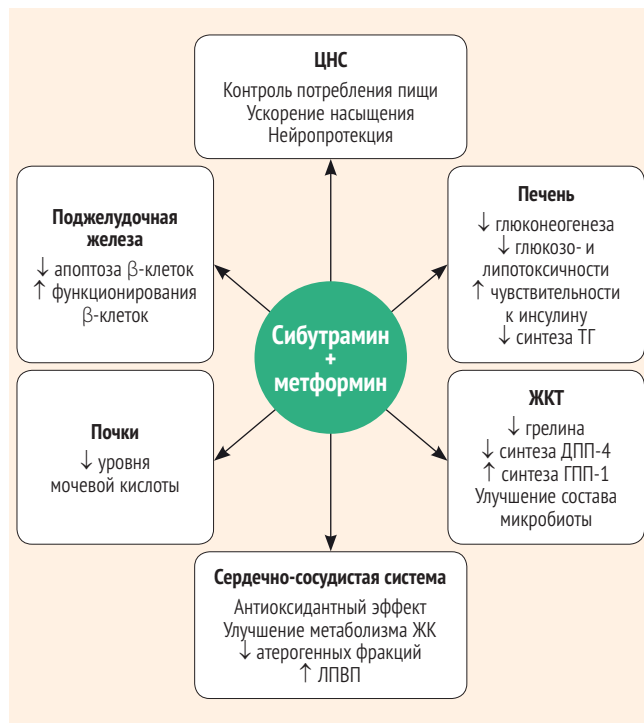 ЦНС
Контроль потребления пищи
Ускорение насыщения
Нейропротекция
Поджелудочная
железа
↓ апоптоза β-клеток
↑ функционирования
β-клеток
Печень
↓ глюконеогенеза
↓ глюкозо- и
липотоксичности
↑ чувствительности
к инсулину
↓ синтеза ТГ
Сибутрамин
+
метформин
Почки
↓ уровня
мочевой кислоты
ЖКТ
↓ грелина
↓ синтеза ДПП-4
↑ синтеза ГПП-1
Улучшение состава
микробиоты
Сердечно-сосудистая система
Антиоксидантный эффект
Улучшение метаболизма ЖК
↓ атерогенных фракций
↑ ЛПВП